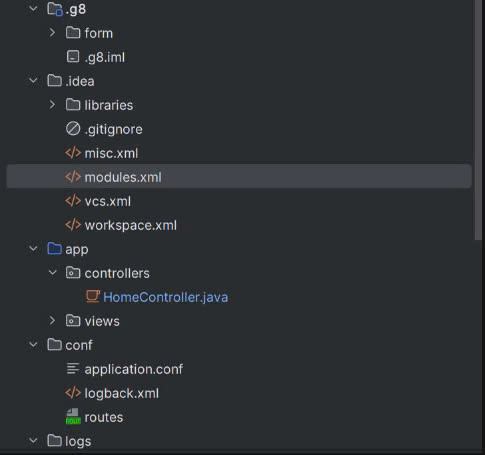 .g8
form
.g8.iml
.idea
libraries
.gitignore
misc.xml
modules.xml
vcs.xml
workspace.xml
app
controllers
HomeController.java
views
conf
application.conf
logback.xml
routes
logs